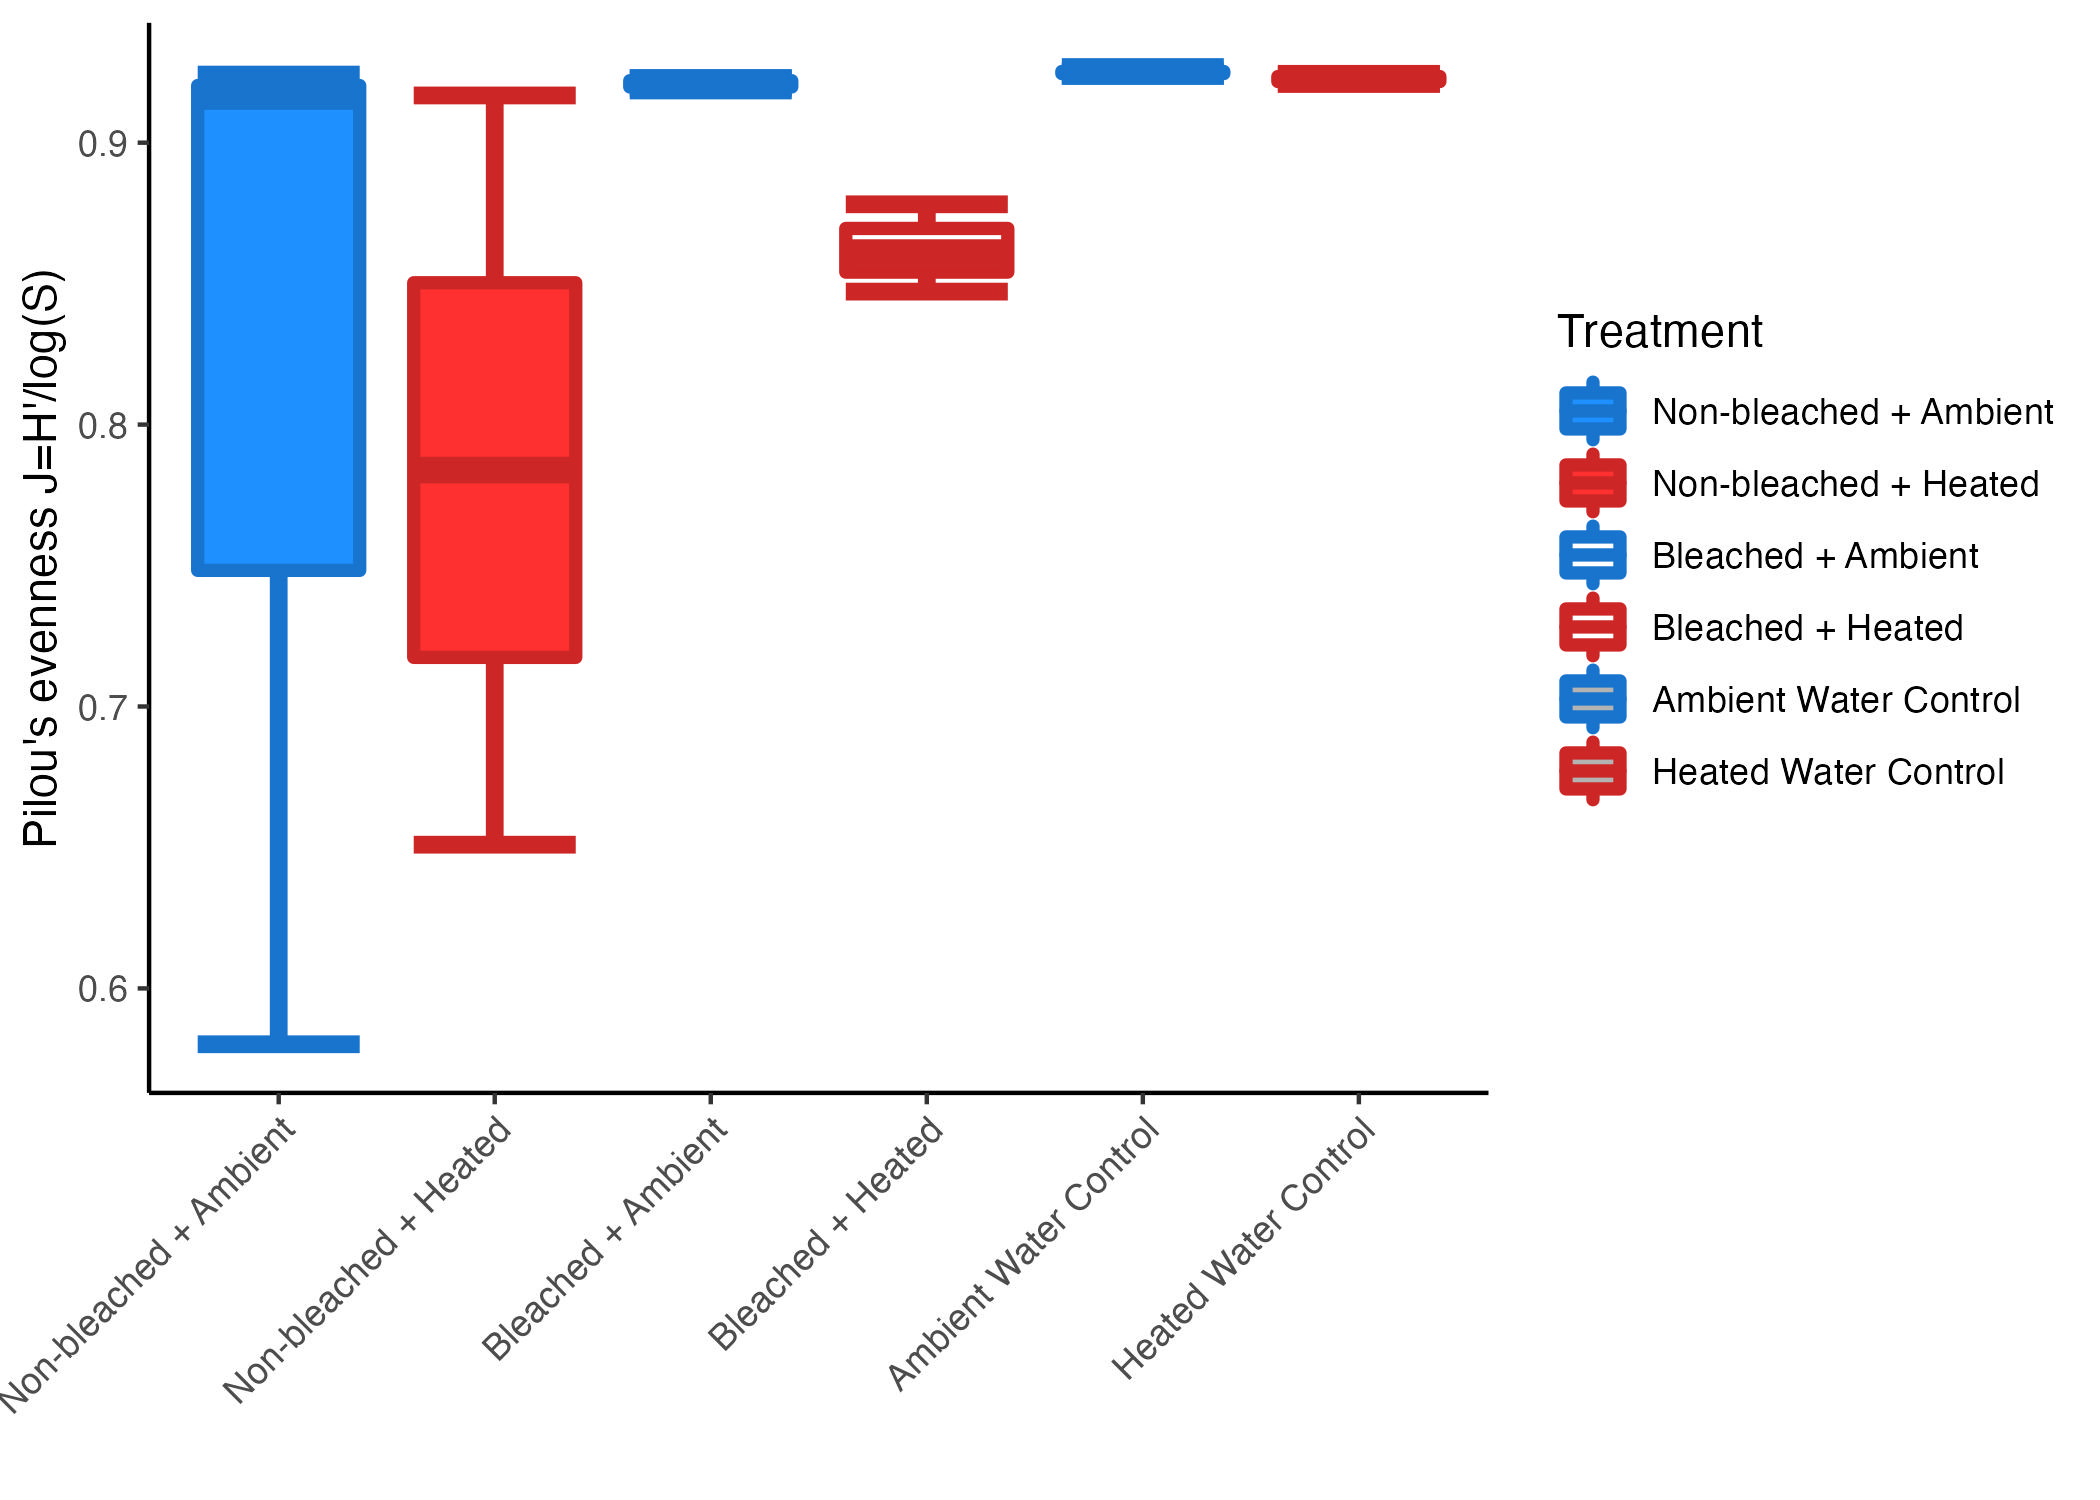 Pilou's evenness J=H'/log(S)
0.9
0.8
0.7
0.6
Non-bleached + Ambient
Non-bleached + Heated
Bleached + Ambient
Bleached + Heated
Ambient Water Control
Heated Water Control
Treatment
Non-bleached + Ambient
Non-bleached + Heated
Bleached + Ambient
Bleached + Heated
Ambient Water Control
Heated Water Control